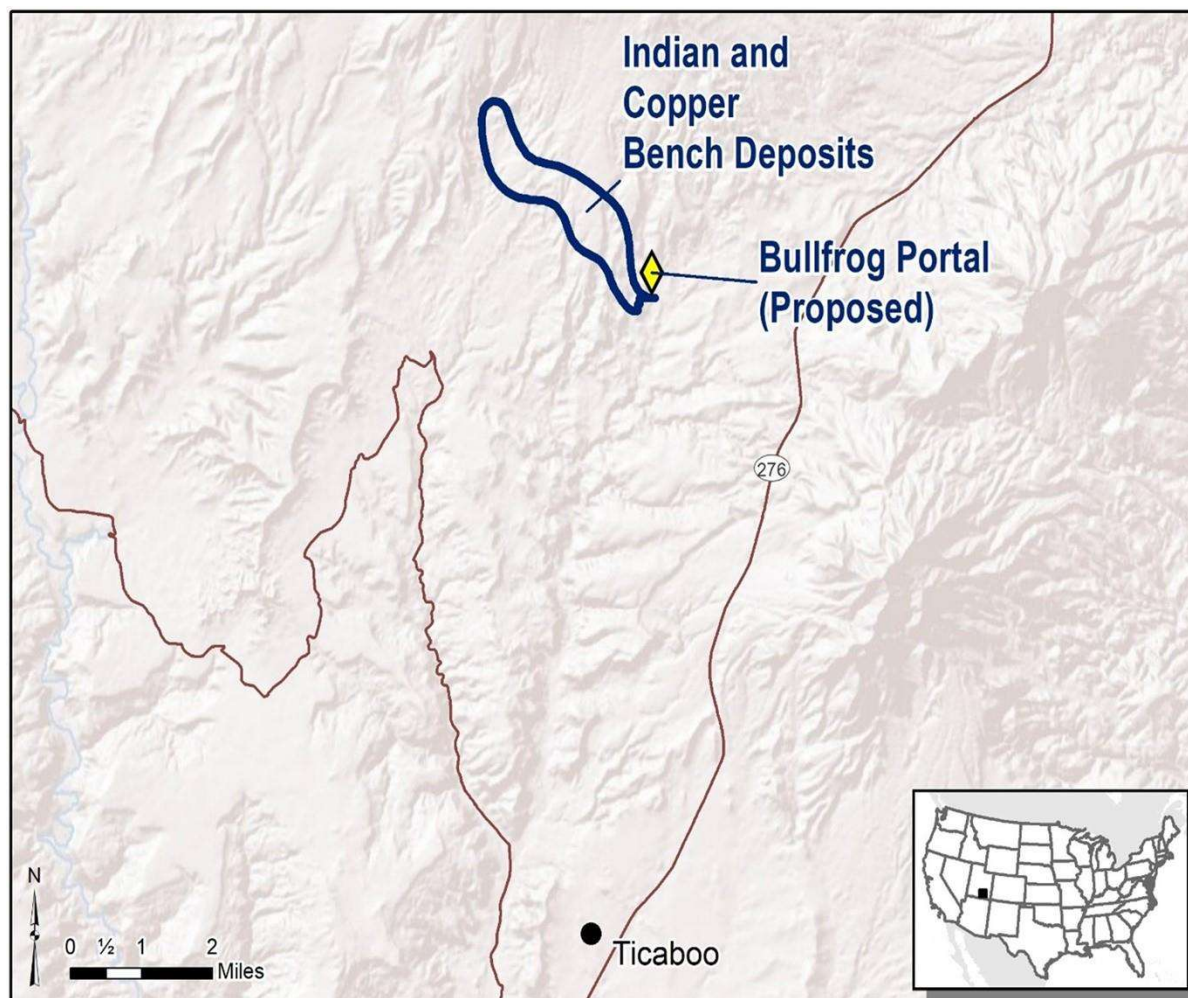 Indian and
Copper
Bench Deposits
Bullfrog Portal
(Proposed)
276
N
0 ½ 1 2
Miles
Ticaboo